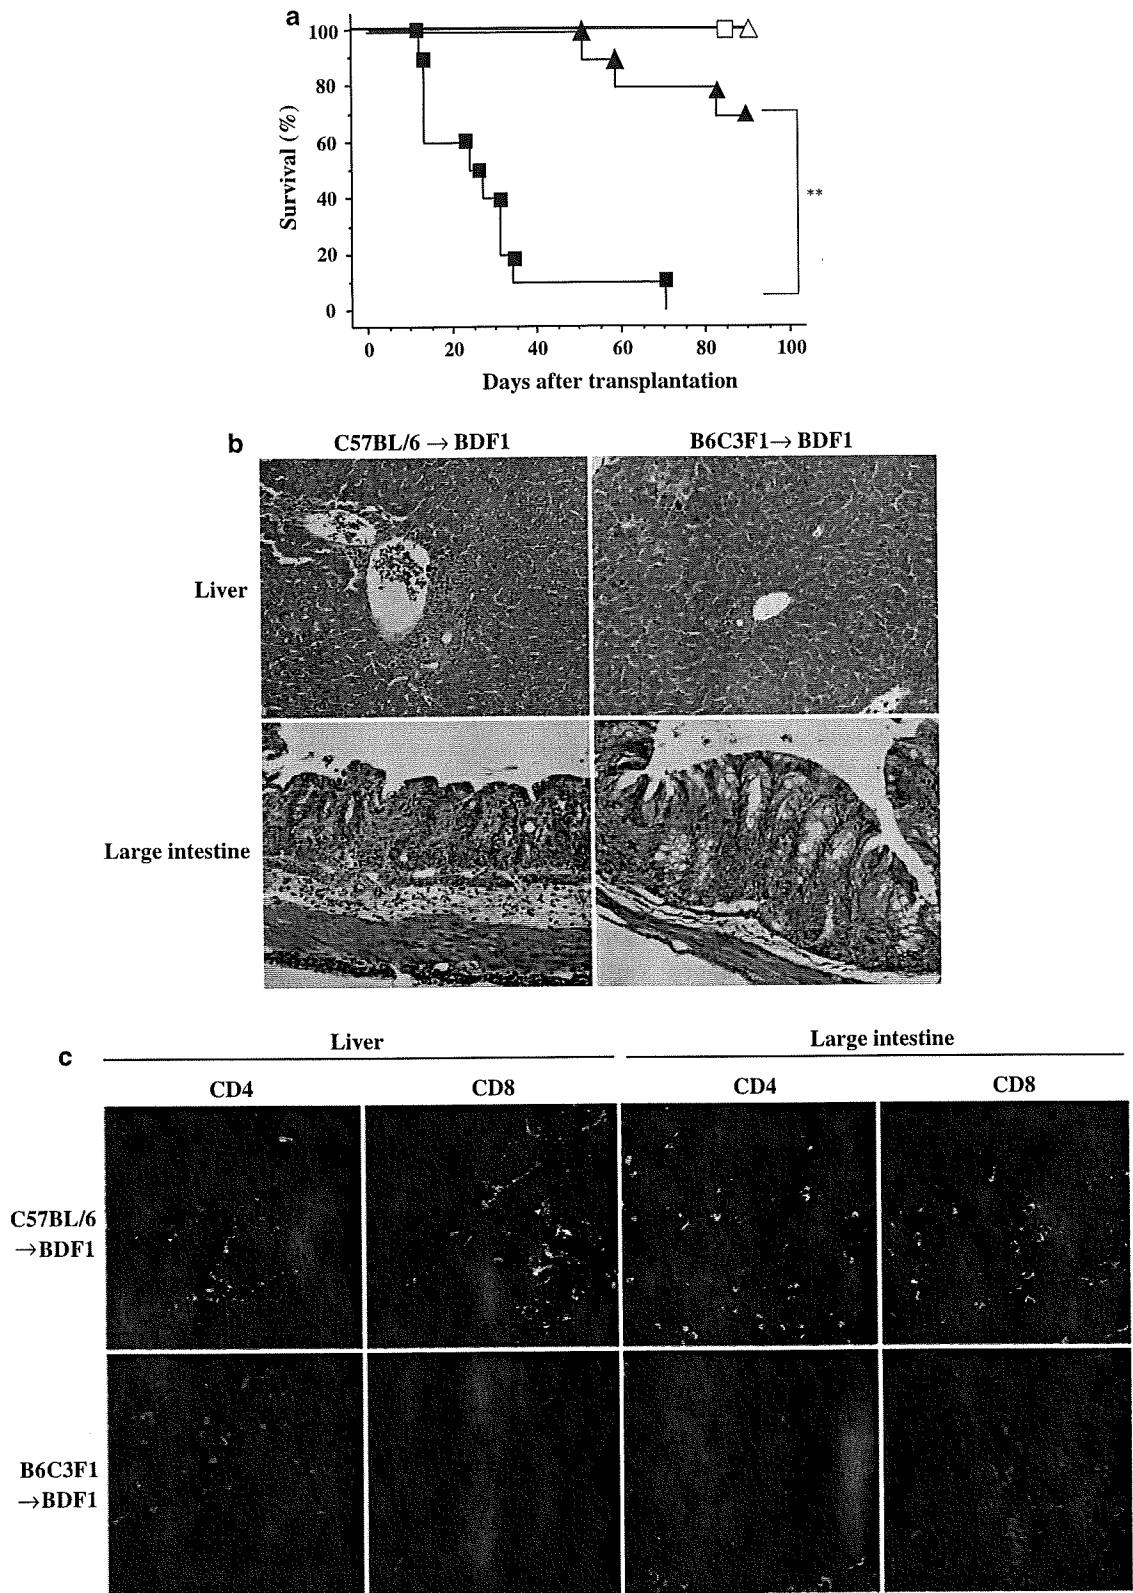 a
100
80
60
40
20
0
Survival (%)
**
0 20 40 60 80 100
Days after transplantation
b
C57BL/6 → BDF1 B6C3F1→ BDF1
Liver
Large intestine
c
Liver Large intestine
CD4 CD8 CD4 CD8
C57BL/6
→BDF1
B6C3F1
→BDF1